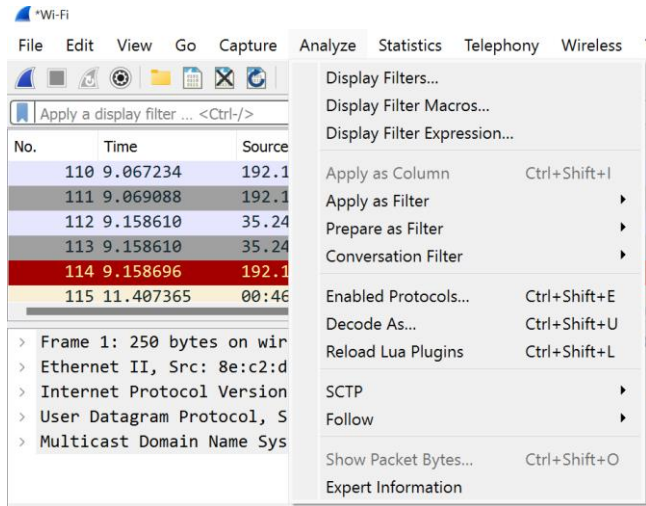 *Wi-Fi
File Edit View Go Capture Analyze Statistics Telephony Wireless
Apply a display filter ... <Ctrl-/>
No. Time Source
110 9.067234 192.1
111 9.069088 192.1
112 9.158610 35.24
113 9.158610 35.24
114 9.158696 192.1
115 11.407365 00:46
Frame 1: 250 bytes on wir
Ethernet II, Src: 8e:c2:d
Internet Protocol Version
User Datagram Protocol, S
Multicast Domain Name Sys
Display Filters...
Display Filter Macros...
Display Filter Expression...
Apply as Column Ctrl+Shift+I
Apply as Filter
Prepare as Filter
Conversation Filter
Enabled Protocols... Ctrl+Shift+E
Decode As... Ctrl+Shift+U
Reload Lua Plugins Ctrl+Shift+L
SCTP
Follow
Show Packet Bytes... Ctrl+Shift+O
Expert Information